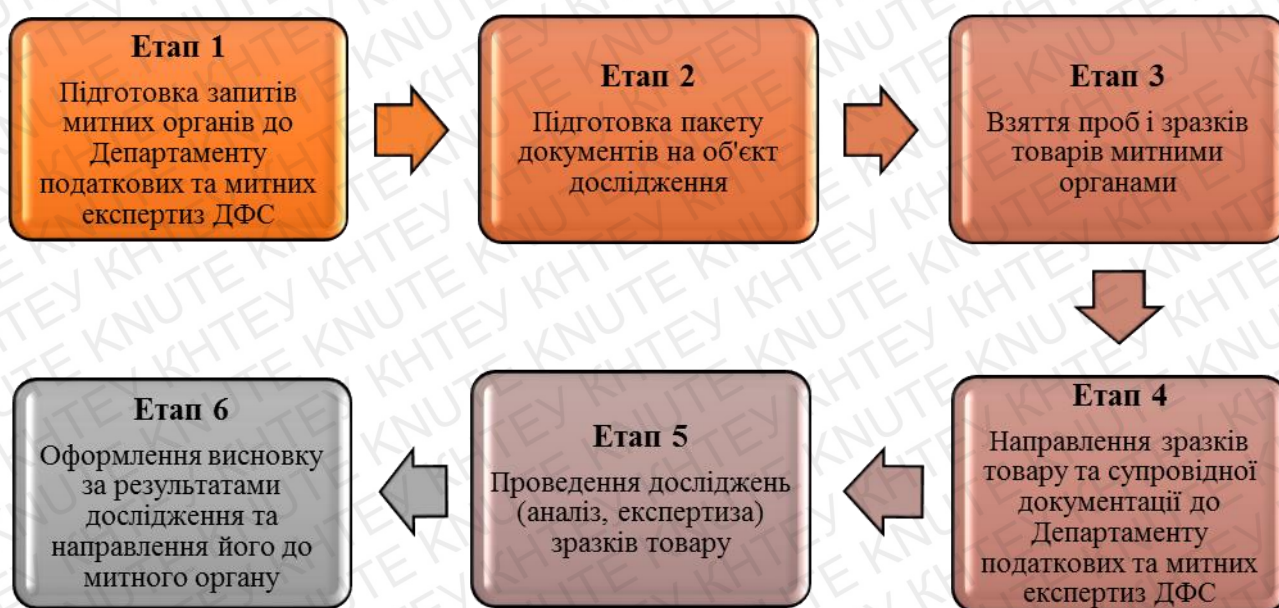 Етап 1
Підготовка запитів
митних органів до
Департаменту
податкових та митних
експертиз ДФС
Етап 2
Підготовка пакету
документів на об'єкт
дослідження
Етап 3
Взяття проб і зразків
товарів митними
органами
Етап 4
Направлення зразків
товару та супровідної
документації до
Департаменту
податкових та митних
експертиз ДФС
Етап 5
Проведення досліджень
(аналіз, експертиза)
зразків товару
Етап 6
Оформлення висновку
за результатами
дослідження та
направлення його до
митного органу
KNUTE КНТЕУ